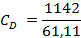 C_D = 1142 / 61,11